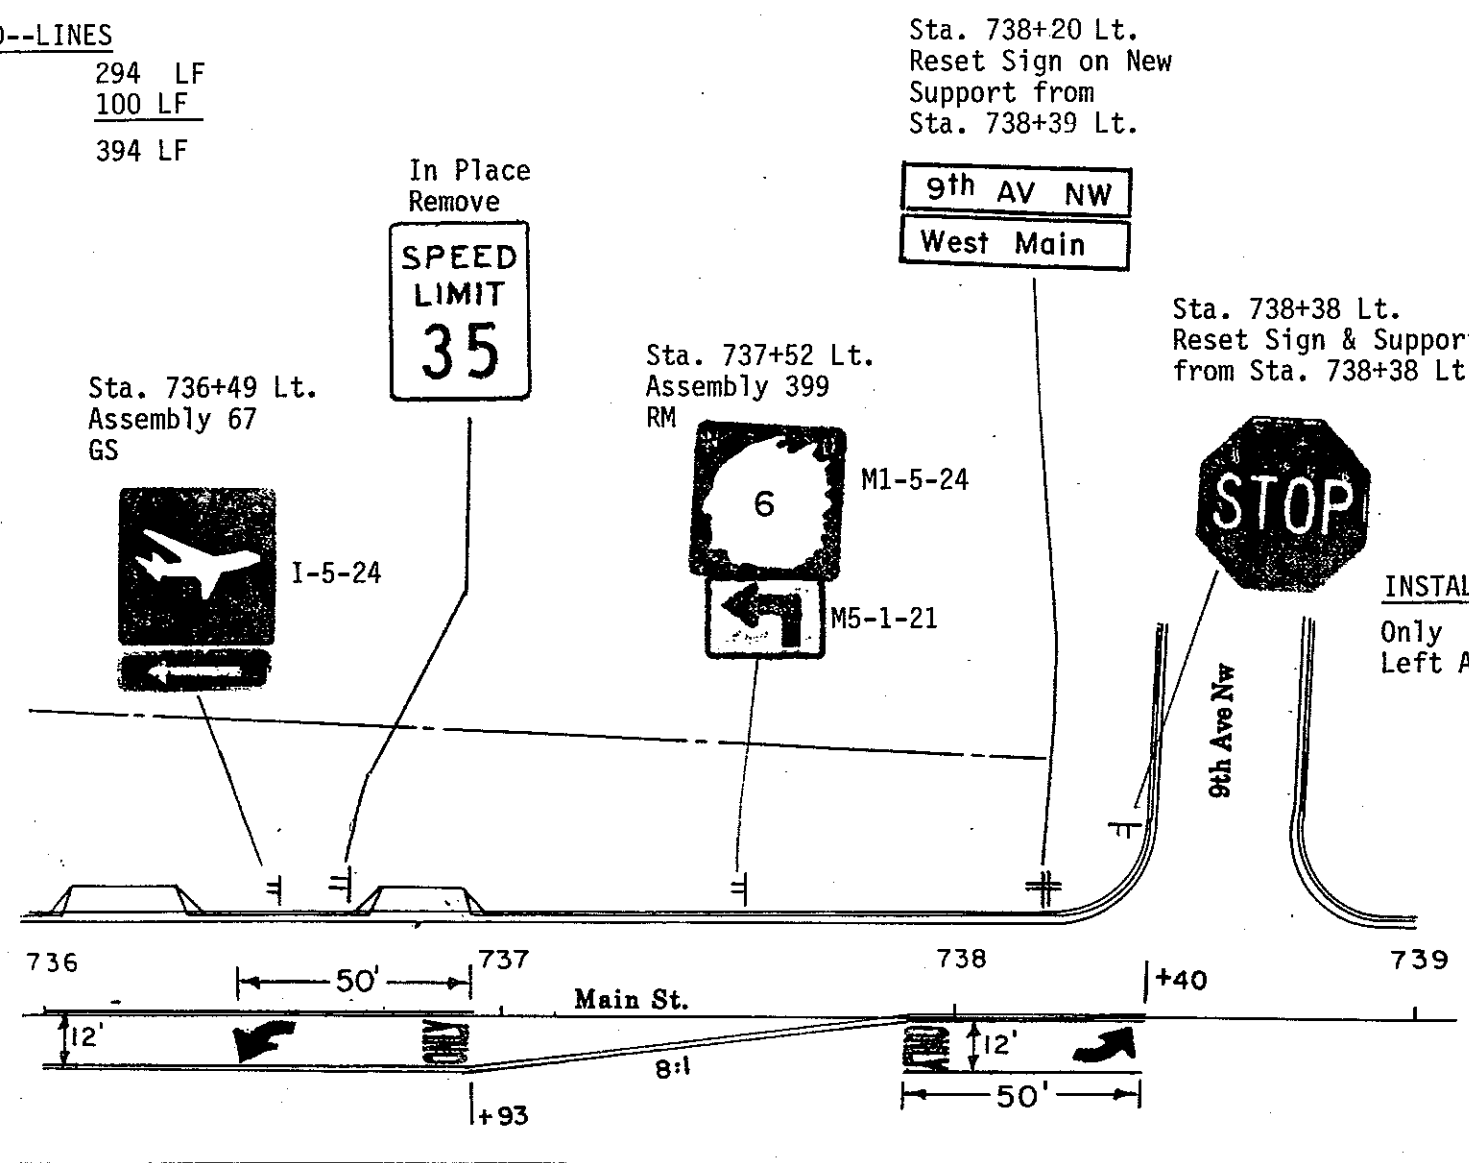 --LINES
294 LF
100 LF
394 LF
In Place
Remove
SPEED
LIMIT
35
Sta. 738+20 Lt.
Reset Sign on New
Support from
Sta. 738+39 Lt.
9th AV NW
West Main
Sta. 736+49 Lt.
Assembly 67
GS
I-5-24
Sta. 737+52 Lt.
Assembly 399
RM
6
M1-5-24
M5-1-21
Sta. 738+38 Lt.
Reset Sign & Support
from Sta. 738+38 Lt
STOP
INSTAL
Only
Left A
9th Ave Nw
736
737
738
739
50'
Main St.
+40
12'
ONLY
8:1
ONLY
12'
50'
+93